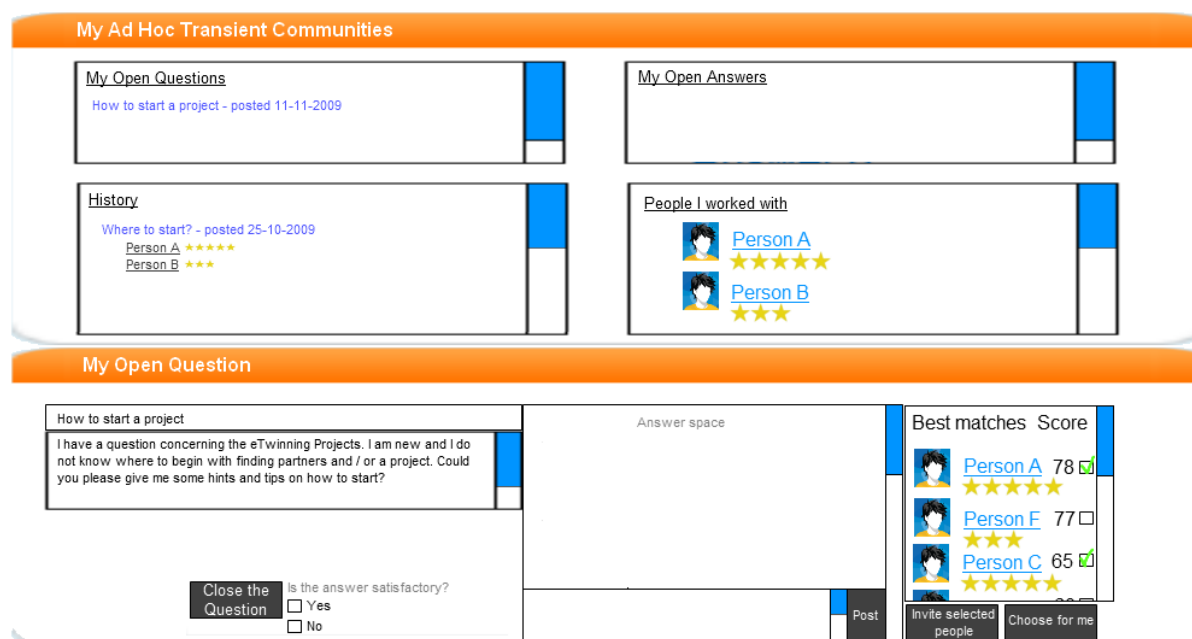 My Ad Hoc Transient Communities
My Open Questions
How to start a project - posted 11-11-2009
My Open Answers
History
Where to start? - posted 25-10-2009
Person A
Person B
People I worked with
Person A
Person B
My Open Question
How to start a project
I have a question concerning the eTwinning Projects. I am new and I do
not know where to begin with finding partners and / or a project. Could
you please give me some hints and tips on how to start?
Close the
Question
Is the answer satisfactory?
Yes
No
Answer space
Post
Best matches Score
Person A 78
Person F 77
Person C 65
Invite selected
people
Choose for me